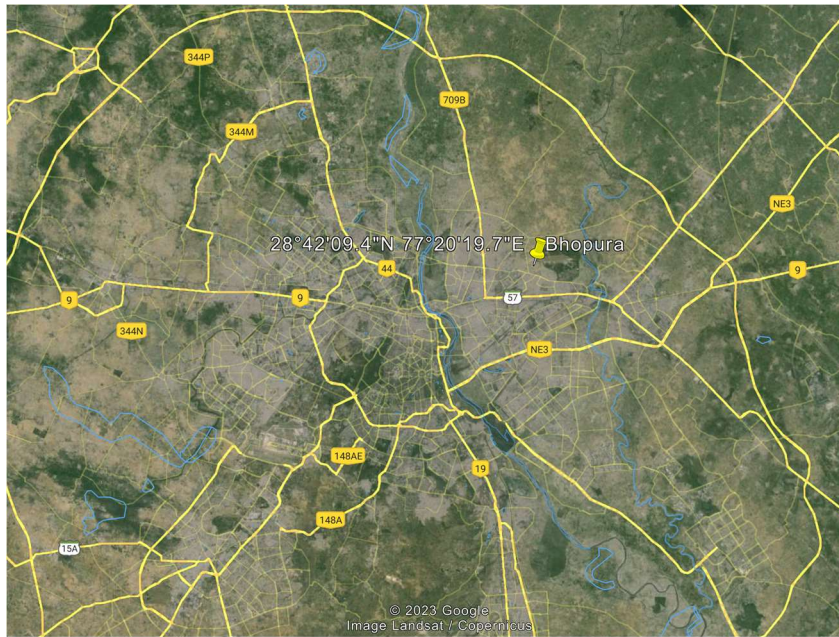 344P
709B
344M
NE3
28°42'09.4"N 77°20'19.7"E
Bhopura
44
9
9
9
57
344N
NE3
148AE
19
148A
15A
© 2023 Google
Image Landsat / Copernicus